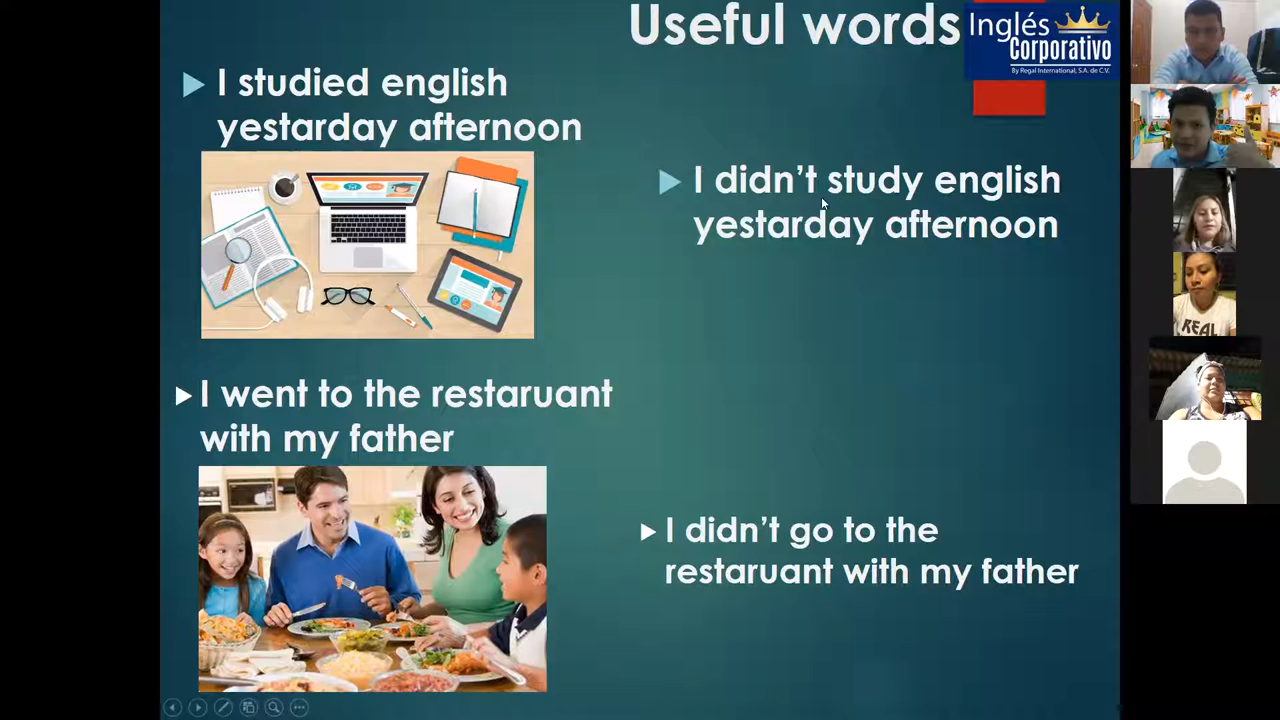 Useful words
Inglés
Corporativo
By Regal International, S.A. de C.V.
I studied english
yestarday afternoon
I didn't study english
yestarday afternoon
I went to the restaruant
with my father
I didn't go to the
restaruant with my father
REAL